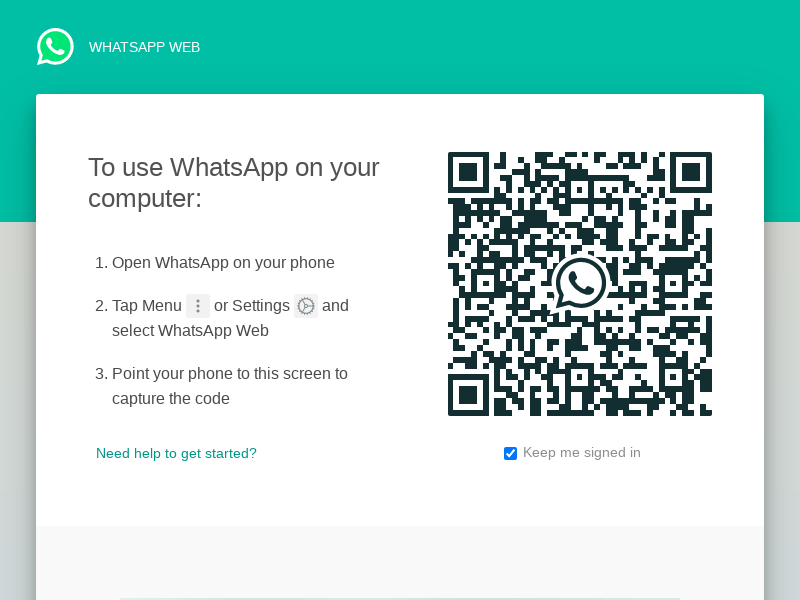 WHATSAPP WEB
To use WhatsApp on your
computer:
1. Open WhatsApp on your phone
2. Tap Menu or Settings and
select WhatsApp Web
3. Point your phone to this screen to
capture the code
Need help to get started?
Keep me signed in